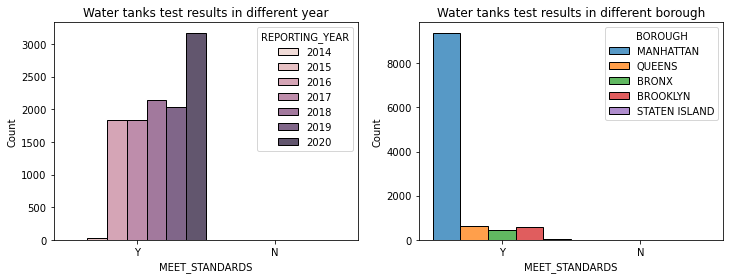 Water tanks test results in different year
Count
3000
2500
2000
1500
1000
500
0
REPORTING_YEAR
2014
2015
2016
2017
2018
2019
2020
Y
N
MEET_STANDARDS
Water tanks test results in different borough
Count
8000
6000
4000
2000
0
BOROUGH
MANHATTAN
QUEENS
BRONX
BROOKLYN
STATEN ISLAND
Y
N
MEET_STANDARDS